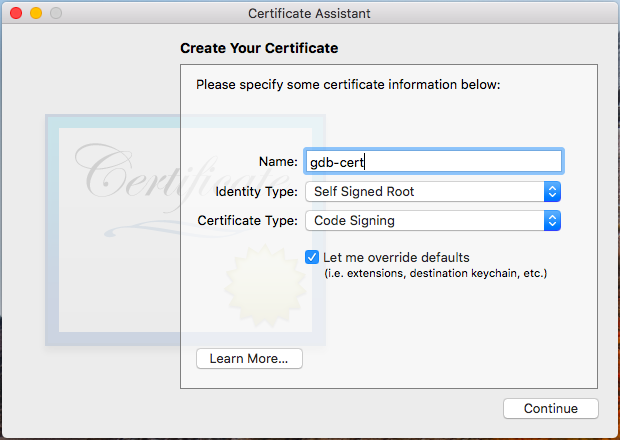 Certificate Assistant
Create Your Certificate
Please specify some certificate information below:
Certificate
Name: gdb-cert
Identity Type: Self Signed Root
Certificate Type: Code Signing
Let me override defaults
(i.e. extensions, destination keychain, etc.)
Learn More...
Continue